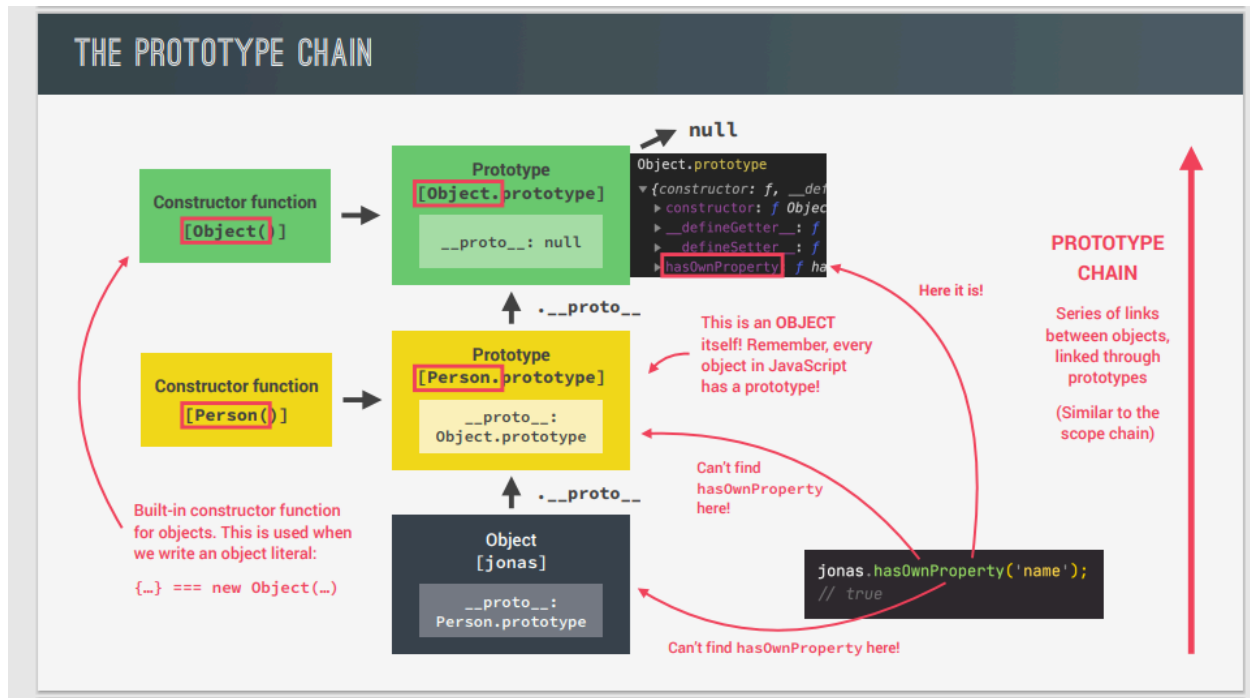 THE PROTOTYPE CHAIN
null
Constructor function
[Object()]
Prototype
[Object.prototype]
__proto__: null
Object.prototype
▼{constructor: ƒ, __def
▶constructor: ƒ Objec
▶__defineGetter__: ƒ
▶__defineSetter__: ƒ
▶hasOwnProperty ƒ ha
Here it is!
PROTOTYPE
CHAIN
Series of links
between objects,
linked through
prototypes
(Similar to the
scope chain)
.__proto__
This is an OBJECT
itself! Remember, every
object in JavaScript
has a prototype!
Constructor function
[Person()]
Prototype
[Person.prototype]
__proto__:
Object.prototype
Can't find
hasOwnProperty
here!
.__proto__
Built-in constructor function
for objects. This is used when
we write an object literal:
{…} === new Object(…)
Object
[jonas]
__proto__:
Person.prototype
jonas.hasOwnProperty('name');
// true
Can't find hasOwnProperty here!